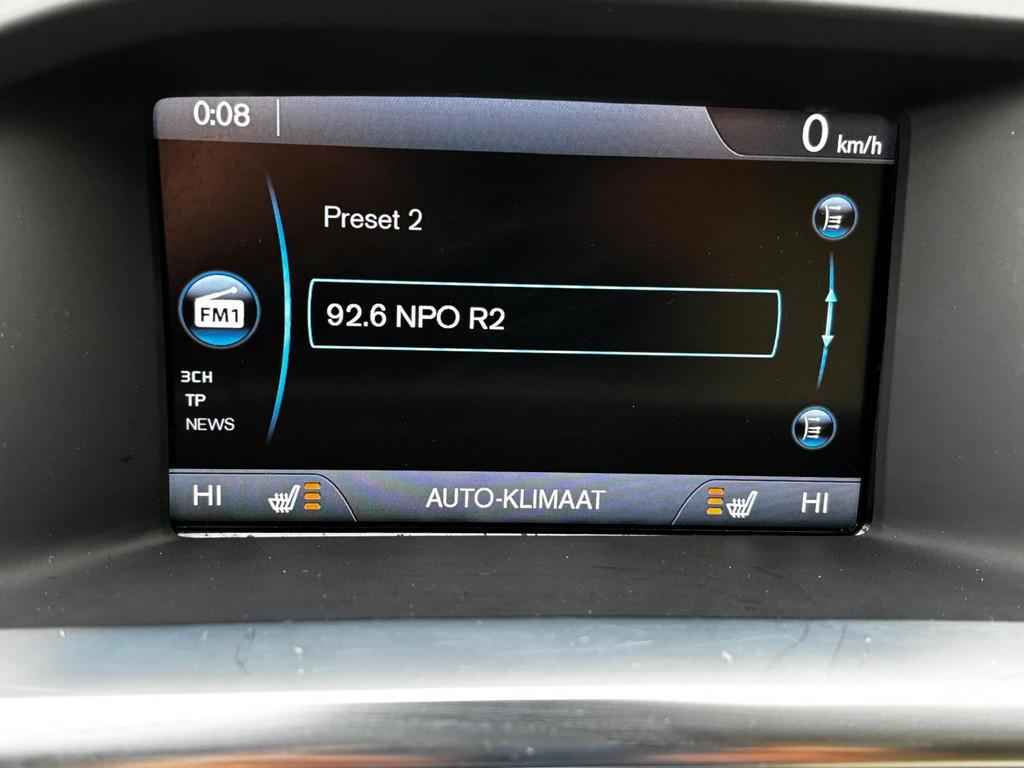 0:08
0 km/h
Preset 2
FM1
92.6 NPO R2
3CH
TP
NEWS
HI AUTO-KLIMAAT HI